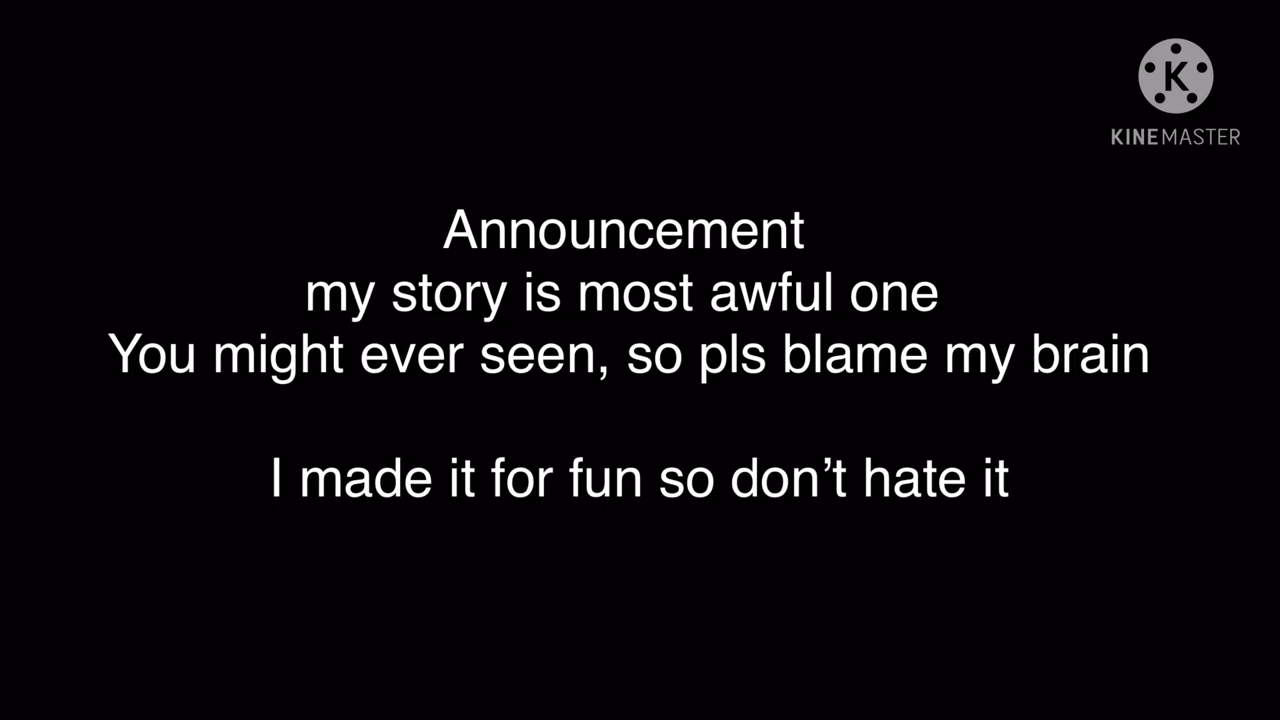 K
KINEMASTER
Announcement
my story is most awful one
You might ever seen, so pls blame my brain
I made it for fun so don’t hate it